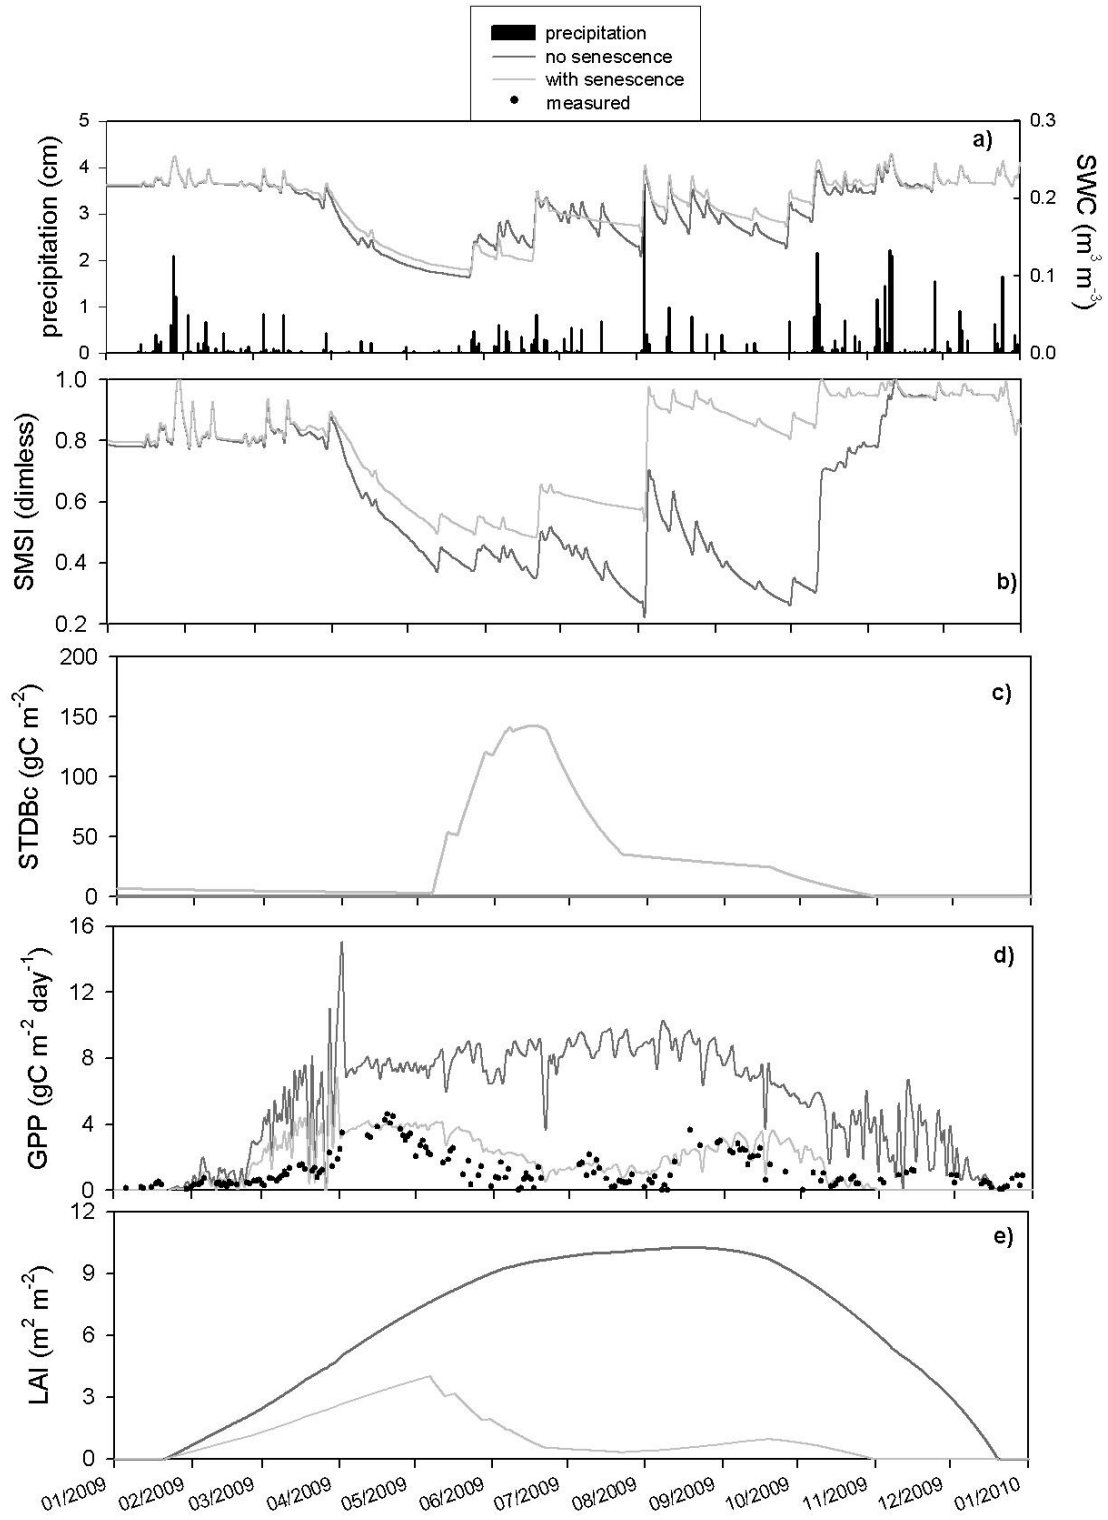 precipitation
no senescence
with senescence
measured
a)
precipitation (cm)
5
4
3
2
1
0
0.3
0.2
0.1
0.0
SWC (m³ m⁻³)
b)
SMSI (dimless)
1.0
0.8
0.6
0.4
0.2
c)
STDBc (gC m⁻²)
200
150
100
50
0
d)
GPP (gC m⁻² day⁻¹)
16
12
8
4
0
e)
LAI (m² m⁻²)
12
9
6
3
0
01/2009 02/2009 03/2009 04/2009 05/2009 06/2009 07/2009 08/2009 09/2009 10/2009 11/2009 12/2009 01/2010